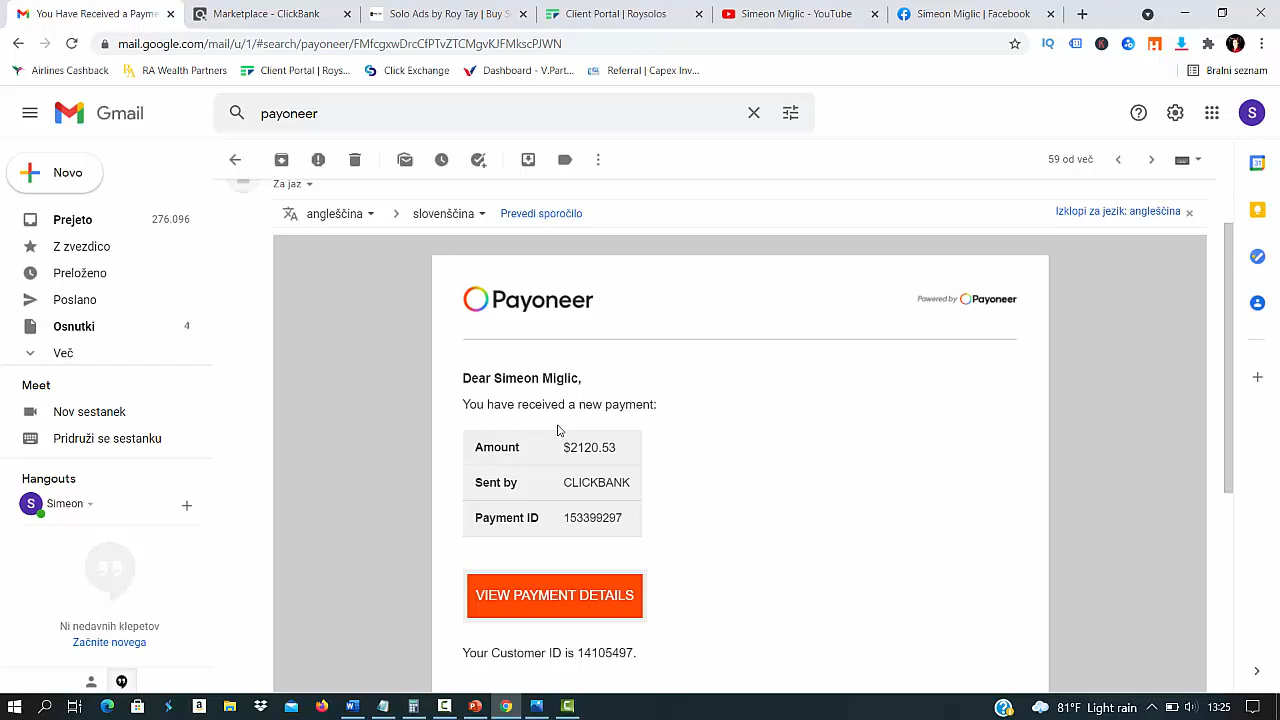 You Have Received a Payme
Marketplace - ClickBank
Solo Ads by Roy Tay | Buy S
Client Portal | Roysolos
Simeon Miglic - YouTube
Simeon Miglic | Facebook
mail.google.com/mail/u/1/#search/payoneer/FMfcgxwDrcCfPTvZTCMgvKJFMkscPlWN
Airlines Cashback
RA Wealth Partners
Client Portal | Roys...
Click Exchange
Dashboard - V.Part...
Referral | Capex Inv...
Bralni seznam
Gmail
payoneer
S
Novo
59 od več
Za jaz
angleščina
slovenščina
Prevedi sporočilo
Izklopi za jezik: angleščina
Prejeto 276.096
Z zvezdico
Preloženo
Poslano
Osnutki 4
Več
Meet
Nov sestanek
Pridruži se sestanku
Hangouts
S Simeon
Ni nedavnih klepetov
Začnite novega
Payoneer
Powered by Payoneer
Dear Simeon Miglic,
You have received a new payment:
Amount $2120.53
Sent by CLICKBANK
Payment ID 153399297
VIEW PAYMENT DETAILS
Your Customer ID is 14105497.
81°F Light rain
13:25